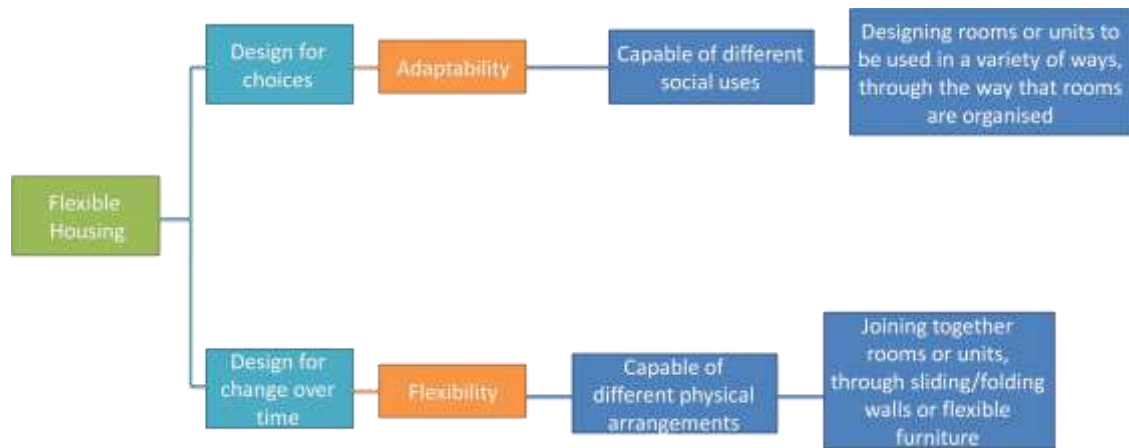 Flexible
Housing
Design for
choices
Adaptability
Capable of different
social uses
Designing rooms or units to
be used in a variety of ways,
through the way that rooms
are organised
Design for
change over
time
Flexibility
Capable of
different physical
arrangements
Joining together
rooms or units,
through sliding/folding
walls or flexible
furniture